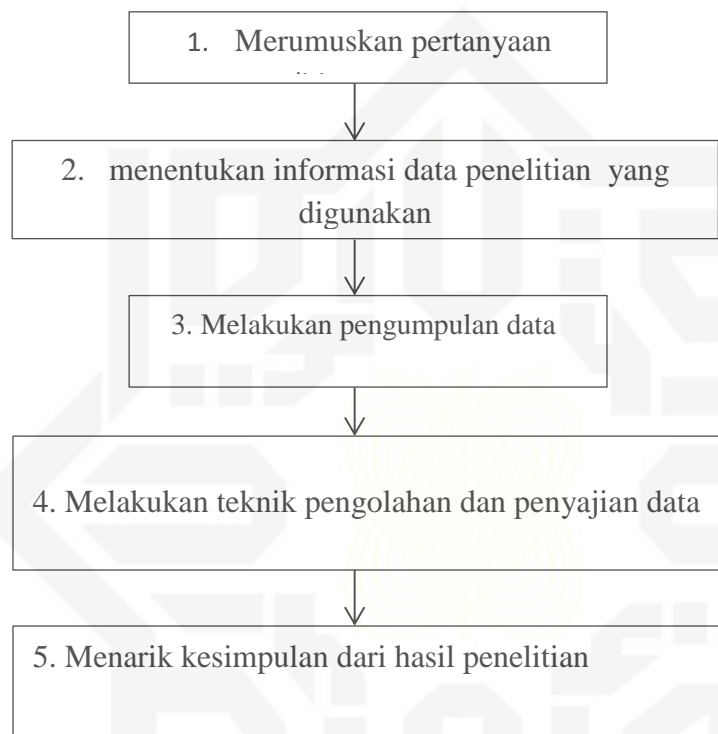 1. Merumuskan pertanyaan
2. menentukan informasi data penelitian yang
digunakan
3. Melakukan pengumpulan data
4. Melakukan teknik pengolahan dan penyajian data
5. Menarik kesimpulan dari hasil penelitian